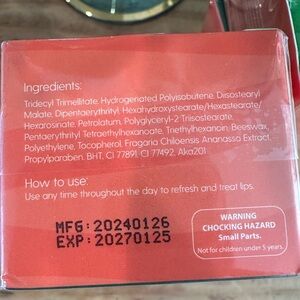 Ingredients:
Tridecyl Trimellitate, Hydrogenated Polyisobutene, Diisostearyl
Malate, Dipentaerythrityl Hexahydroxystearate/Hexastearate/
Hexarosinate, Petrolatum, Polyglyceryl-2 Triisostearate,
Pentaerythrityl Tetraethylhexanoate, Triethylhexanoin, Beeswax,
Polyethylene, Tocopherol, Fragaria Chiloensis Ananassa Extract,
Propylparaben, BHT, CI 77891, CI 77492, Aka201
How to use:
Use any time throughout the day to refresh and treat lips.
MFG:20240126
EXP:20270125
WARNING
CHOCKING HAZARD
Small Parts.
Not for children under 5 years.